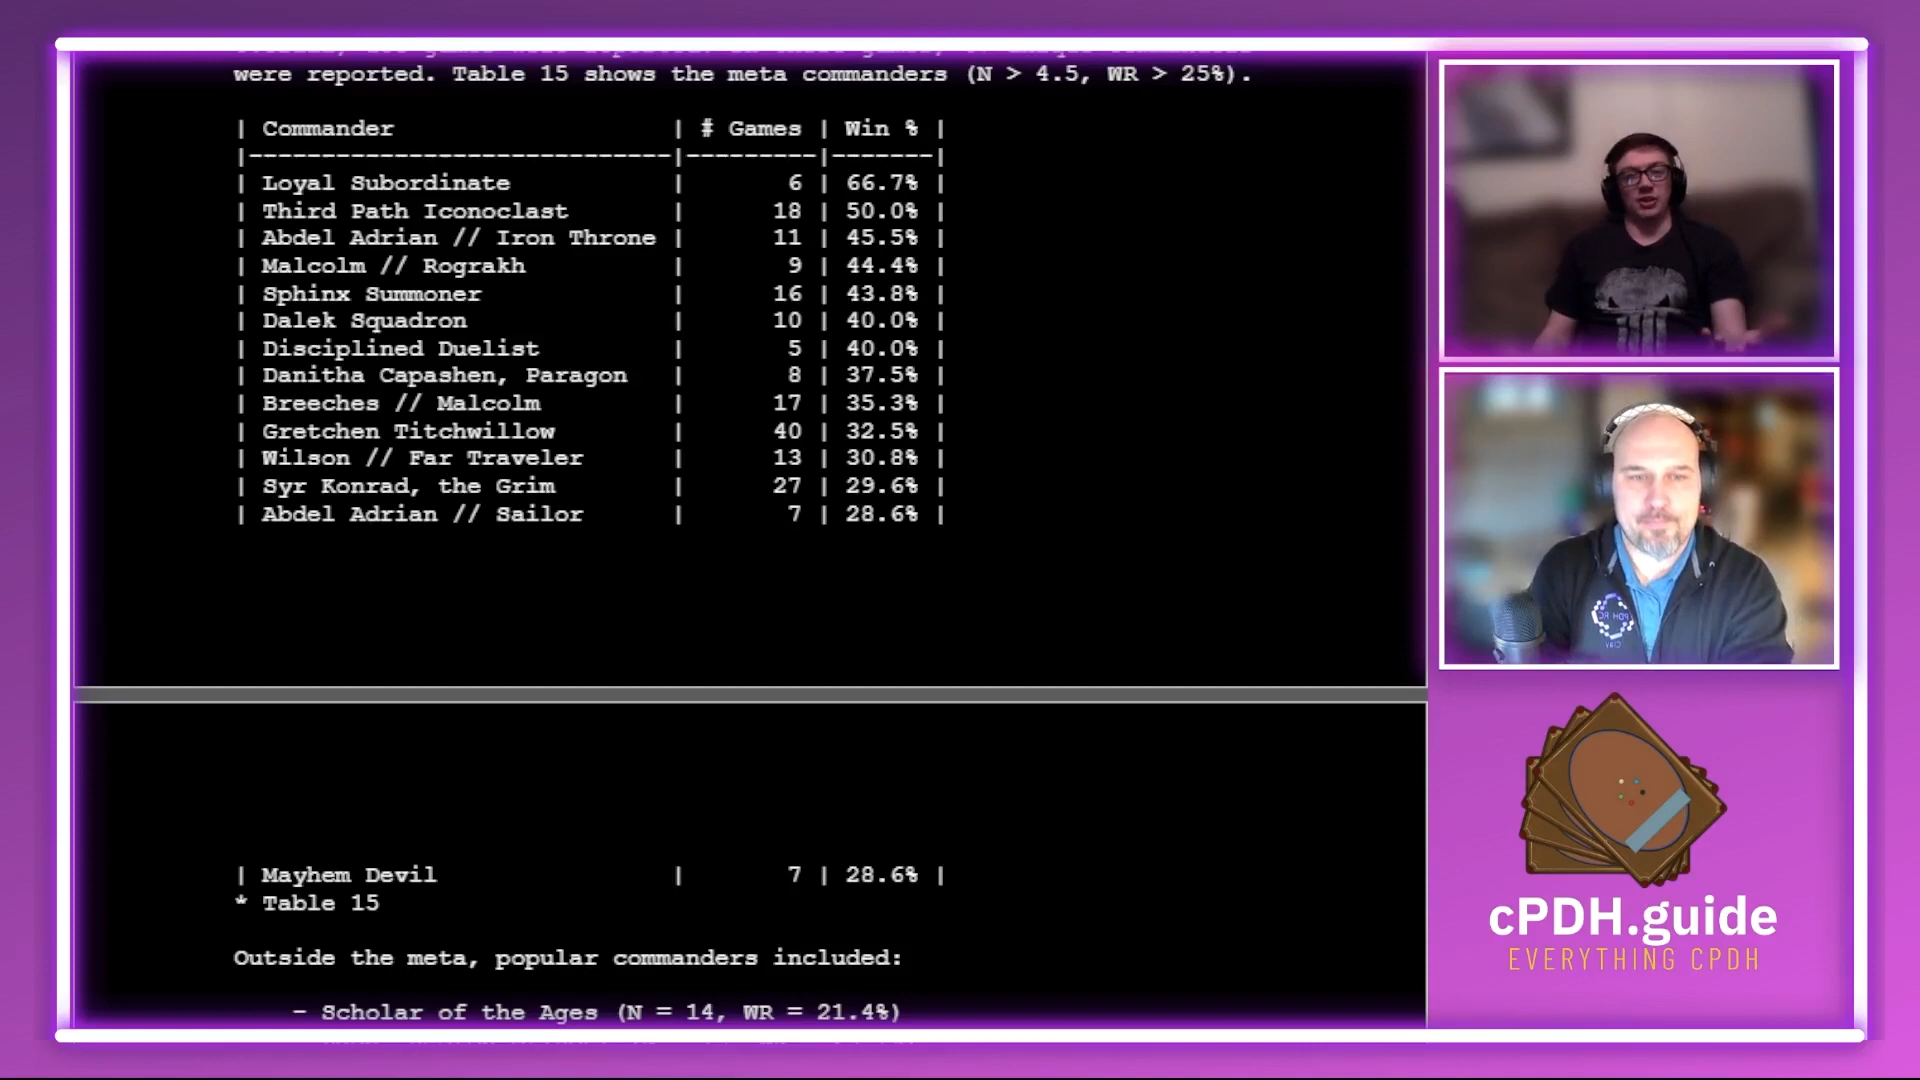 were reported. Table 15 shows the meta commanders (N > 4.5, WR > 25%).
| Commander | # Games | Win % |
|-----------------------------|---------|-------|
| Loyal Subordinate | 6 | 66.7% |
| Third Path Iconoclast | 18 | 50.0% |
| Abdel Adrian // Iron Throne | 11 | 45.5% |
| Malcolm // Rograkh | 9 | 44.4% |
| Sphinx Summoner | 16 | 43.8% |
| Dalek Squadron | 10 | 40.0% |
| Disciplined Duelist | 5 | 40.0% |
| Danitha Capashen, Paragon | 8 | 37.5% |
| Breeches // Malcolm | 17 | 35.3% |
| Gretchen Titchwillow | 40 | 32.5% |
| Wilson // Far Traveler | 13 | 30.8% |
| Syr Konrad, the Grim | 27 | 29.6% |
| Abdel Adrian // Sailor | 7 | 28.6% |
| Mayhem Devil | 7 | 28.6% |
* Table 15
Outside the meta, popular commanders included:
- Scholar of the Ages (N = 14, WR = 21.4%)
cPDH.guide
EVERYTHING CPDH